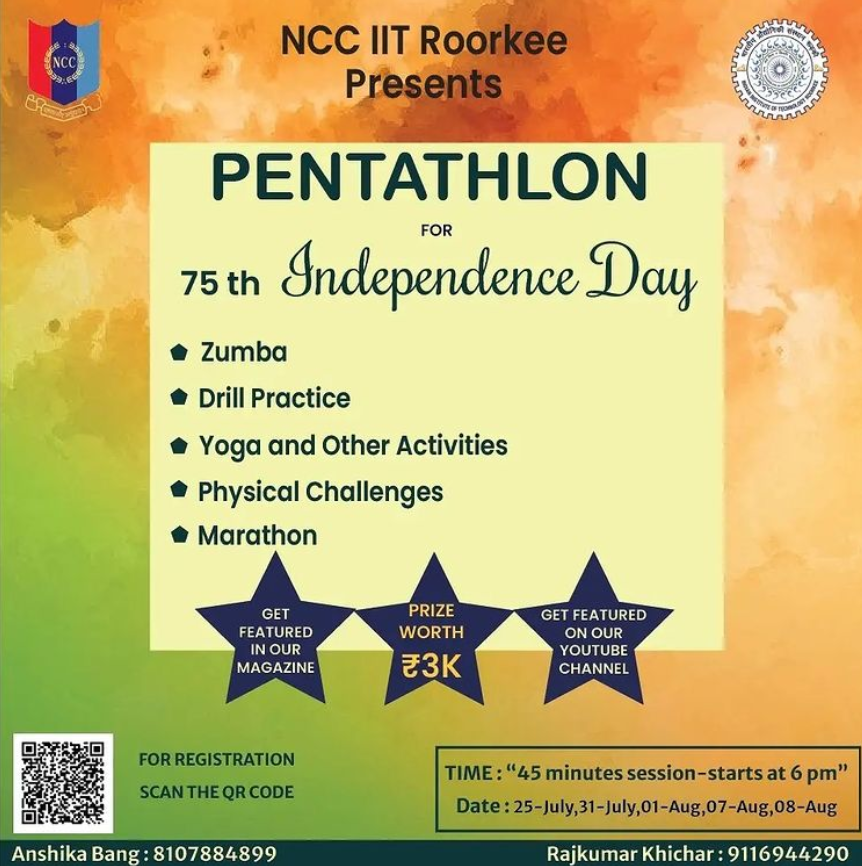 NCC IIT Roorkee
Presents
NCC
PENTATHLON
FOR
75 th Independence Day
Zumba
Drill Practice
Yoga and Other Activities
Physical Challenges
Marathon
GET
FEATURED
IN OUR
MAGAZINE
PRIZE
WORTH
₹3K
GET FEATURED
ON OUR
YOUTUBE
CHANNEL
FOR REGISTRATION
SCAN THE QR CODE
TIME : “45 minutes session-starts at 6 pm”
Date : 25-July,31-July,01-Aug,07-Aug,08-Aug
Anshika Bang : 8107884899
Rajkumar Khichar : 9116944290